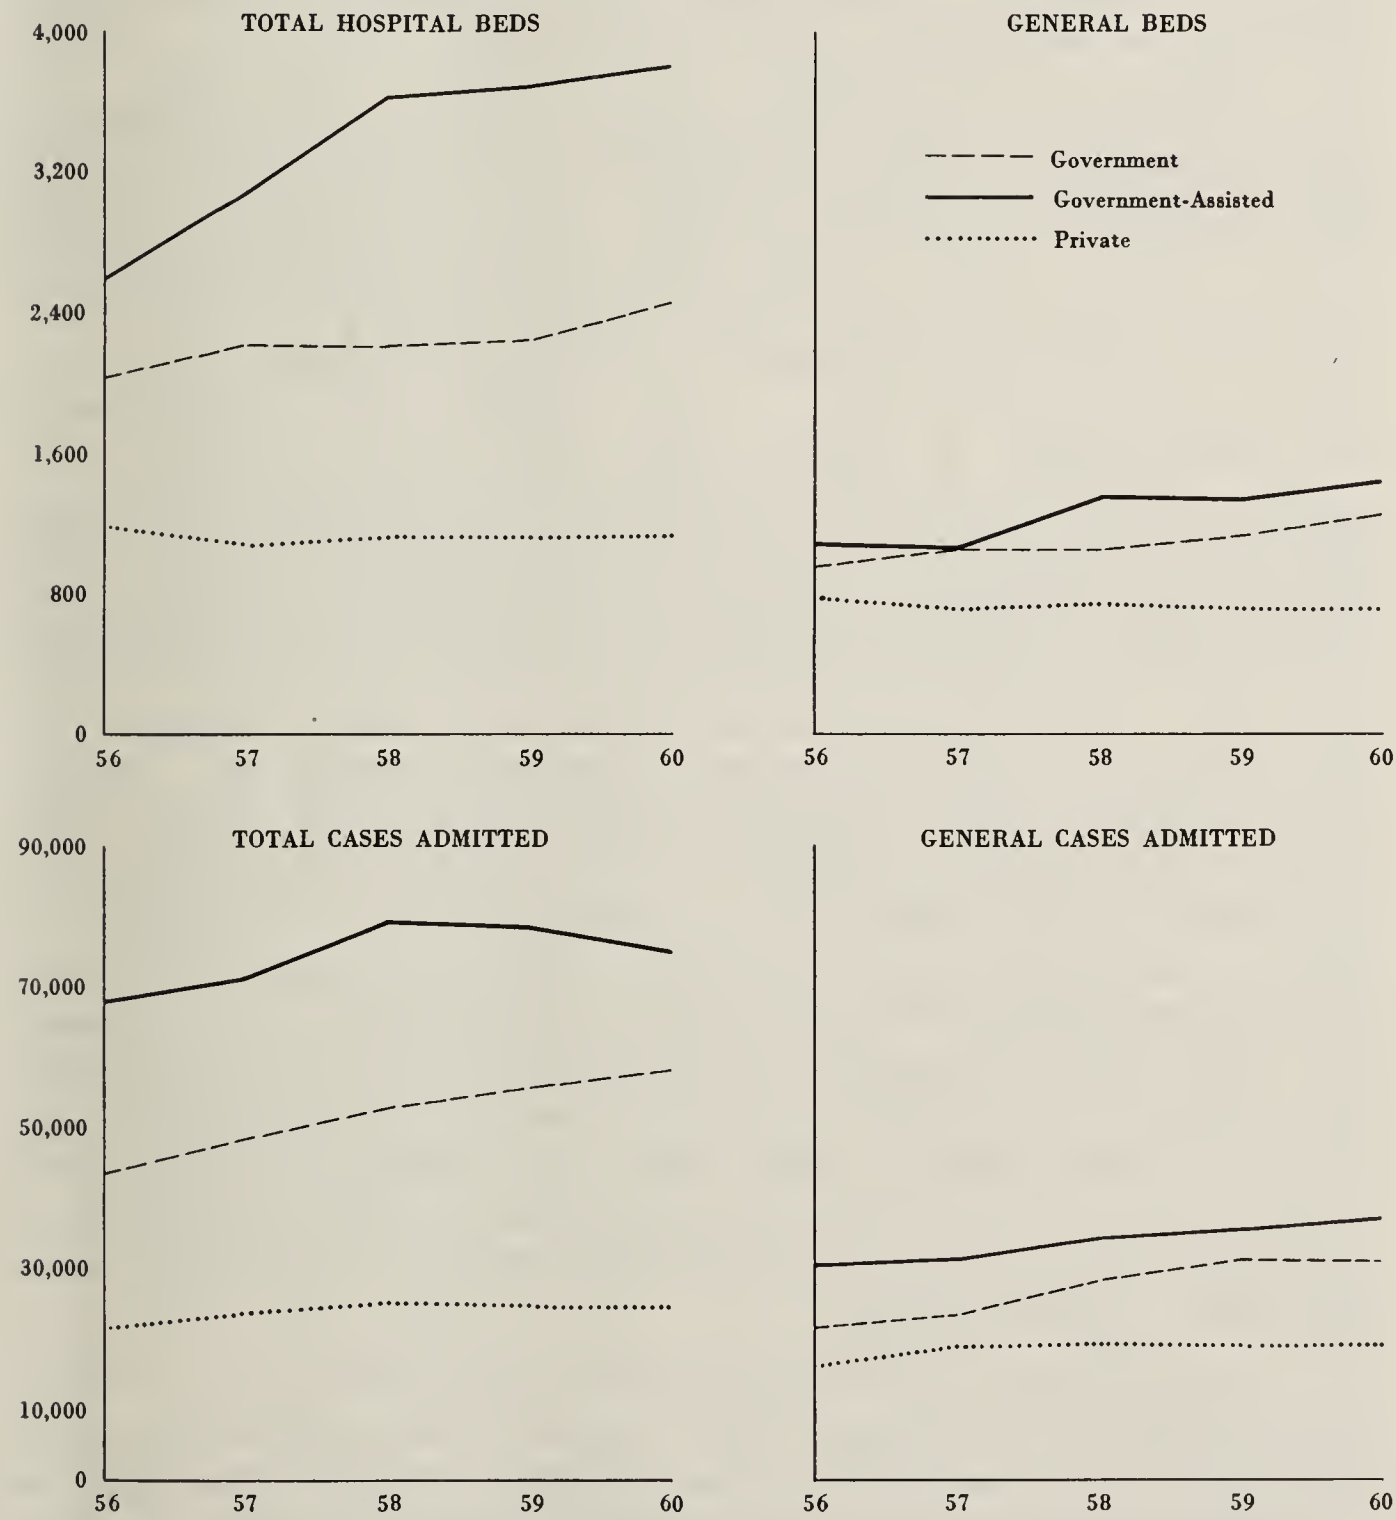 TOTAL HOSPITAL BEDS
4,000
3,200
2,400
1,600
800
0
56 57 58 59 60
GENERAL BEDS
Government
Government-Assisted
Private
56 57 58 59 60
TOTAL CASES ADMITTED
90,000
70,000
50,000
30,000
10,000
0
56 57 58 59 60
GENERAL CASES ADMITTED
56 57 58 59 60